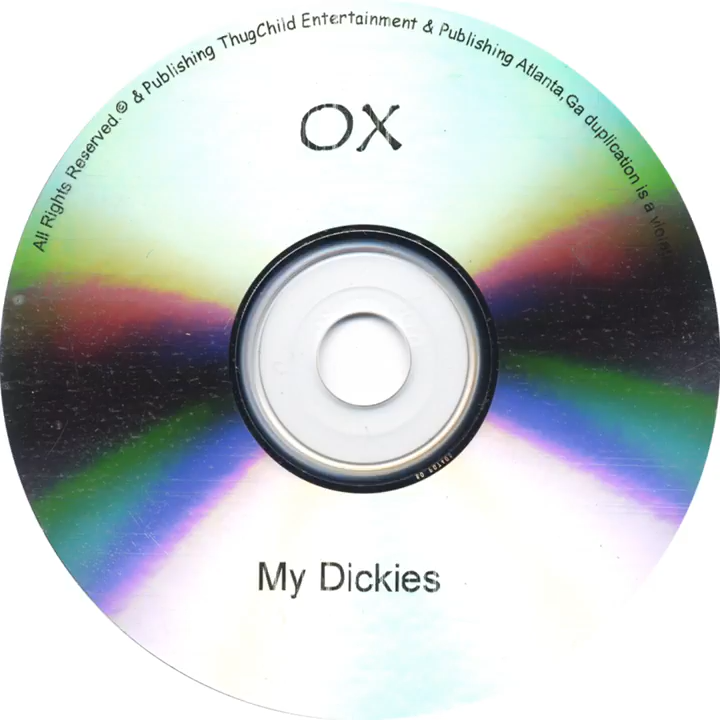 All Rights Reserved.© & Publishing ThugChild Entertainment & Publishing Atlanta,Ga duplication is a
OX
My Dickies